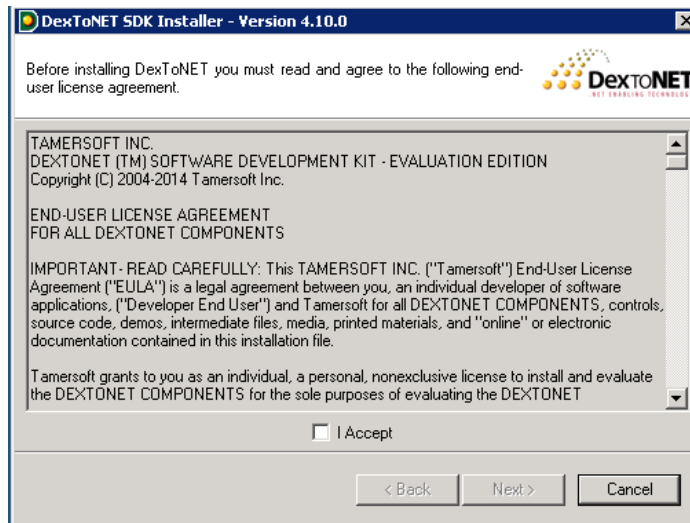 DexToNET SDK Installer - Version 4.10.0
Before installing DexToNET you must read and agree to the following end-
user license agreement.
DEXTONET
.NET ENABLING TECHNOLOG
TAMERSOFT INC.
DEXTONET (TM) SOFTWARE DEVELOPMENT KIT - EVALUATION EDITION
Copyright (C) 2004-2014 Tamersoft Inc.
END-USER LICENSE AGREEMENT
FOR ALL DEXTONET COMPONENTS
IMPORTANT- READ CAREFULLY: This TAMERSOFT INC. ("Tamersoft") End-User License
Agreement ("EULA") is a legal agreement between you, an individual developer of software
applications, ("Developer End User") and Tamersoft for all DEXTONET COMPONENTS, controls,
source code, demos, intermediate files, media, printed materials, and "online" or electronic
documentation contained in this installation file.
Tamersoft grants to you as an individual, a personal, nonexclusive license to install and evaluate
the DEXTONET COMPONENTS for the sole purposes of evaluating the DEXTONET
I Accept
< Back
Next >
Cancel